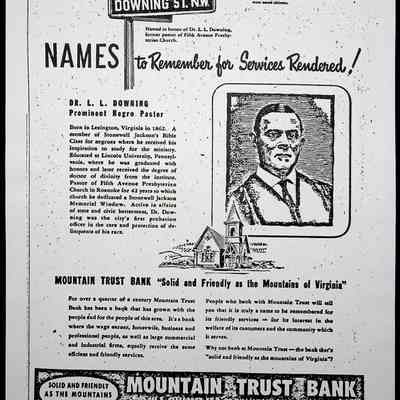 DOWNING ST. N.W.
Named in honor of Dr. L. L. Downing,
former pastor of Fifth Avenue Presby-
terian Church.
NAMES to Remember for Services Rendered!
DR. L. L. DOWNING
Prominent Negro Pastor
Born in Lexington, Virginia in 1862. A
member of Stonewall Jackson's Bible
Class for negroes where he received his
inspiration to study for the ministry.
Educated at Lincoln University, Pennsyl-
vania, where he was graduated with
honors and later received the degree of
doctor of divinity from the institute.
Pastor of Fifth Avenue Presbyterian
Church in Roanoke for 42 years in which
church he dedicated a Stonewall Jackson
Memorial Window. Active in affairs
of state and civic betterment, Dr. Dow-
ning was the city's first probation
officer in the care and protection of de-
linquents of his race.
MOUNTAIN TRUST BANK "Solid and Friendly as the Mountains of Virginia"
For over a quarter of a century Mountain Trust
Bank has been a bank that has grown with the
people and for the people of this area. It's a bank
where the wage earner, housewife, business and
professional people, as well as large commercial
and industrial firms, equally receive the same
efficient and friendly services.
People who bank with Mountain Trust will tell
you that it is truly a name to be remembered for
its friendly services — for its interest in the
welfare of its customers and the community which
it serves.
Why not bank at Mountain Trust — the bank that's
"solid and friendly as the mountains of Virginia"?
SOLID AND FRIENDLY
AS THE MOUNTAINS
MOUNTAIN TRUST BANK